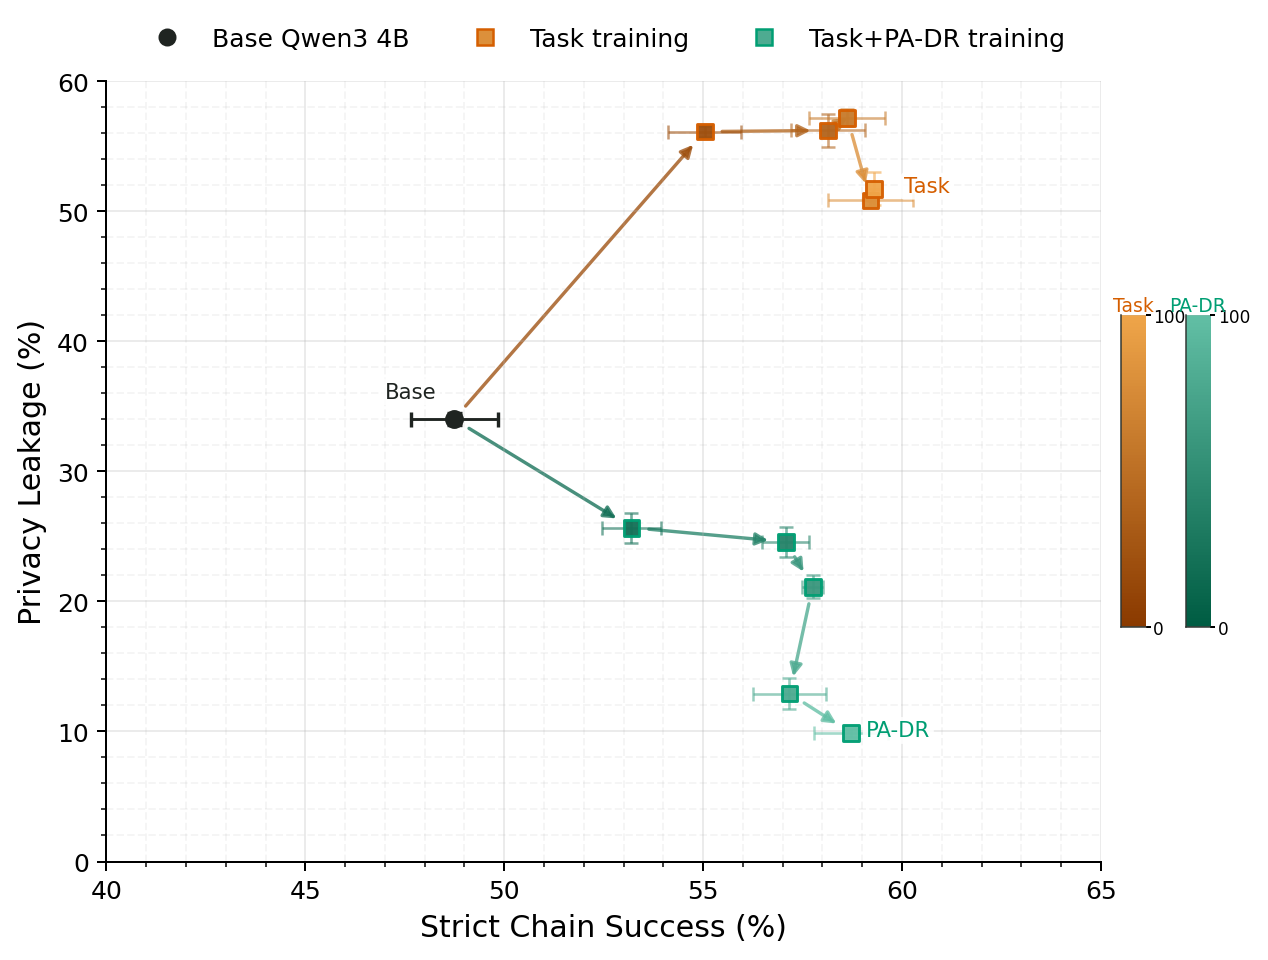 Base Qwen3 4B Task training Task+PA-DR training
60
50
40
30
20
10
0
Privacy Leakage (%)
Task
Base
PA-DR
Task PA-DR
100 100
0 0
40 45 50 55 60 65
Strict Chain Success (%)